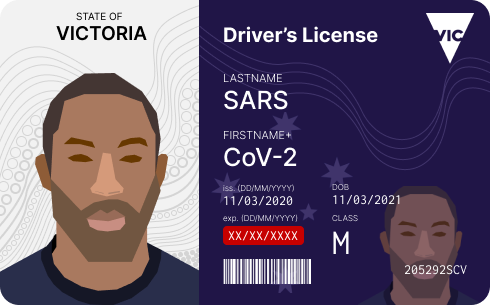 STATE OF
VICTORIA
Driver’s License
VIC
LASTNAME
SARS
FIRSTNAME+
CoV-2
iss. (DD/MM/YYYY)
11/03/2020
DOB
11/03/2021
exp. (DD/MM/YYYY)
XX/XX/XXXX
CLASS
M
205292SCV